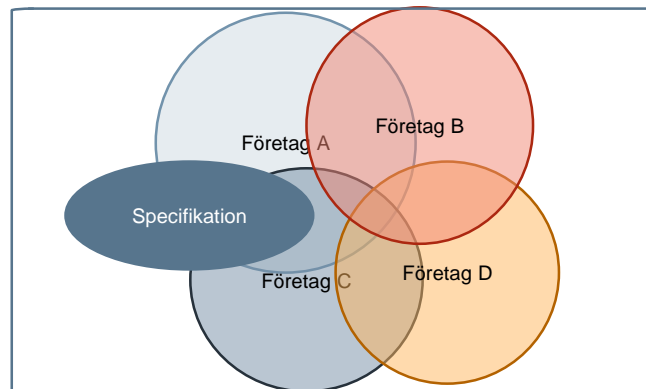 Företag B
Företag A
Specifikation
Företag C
Företag D